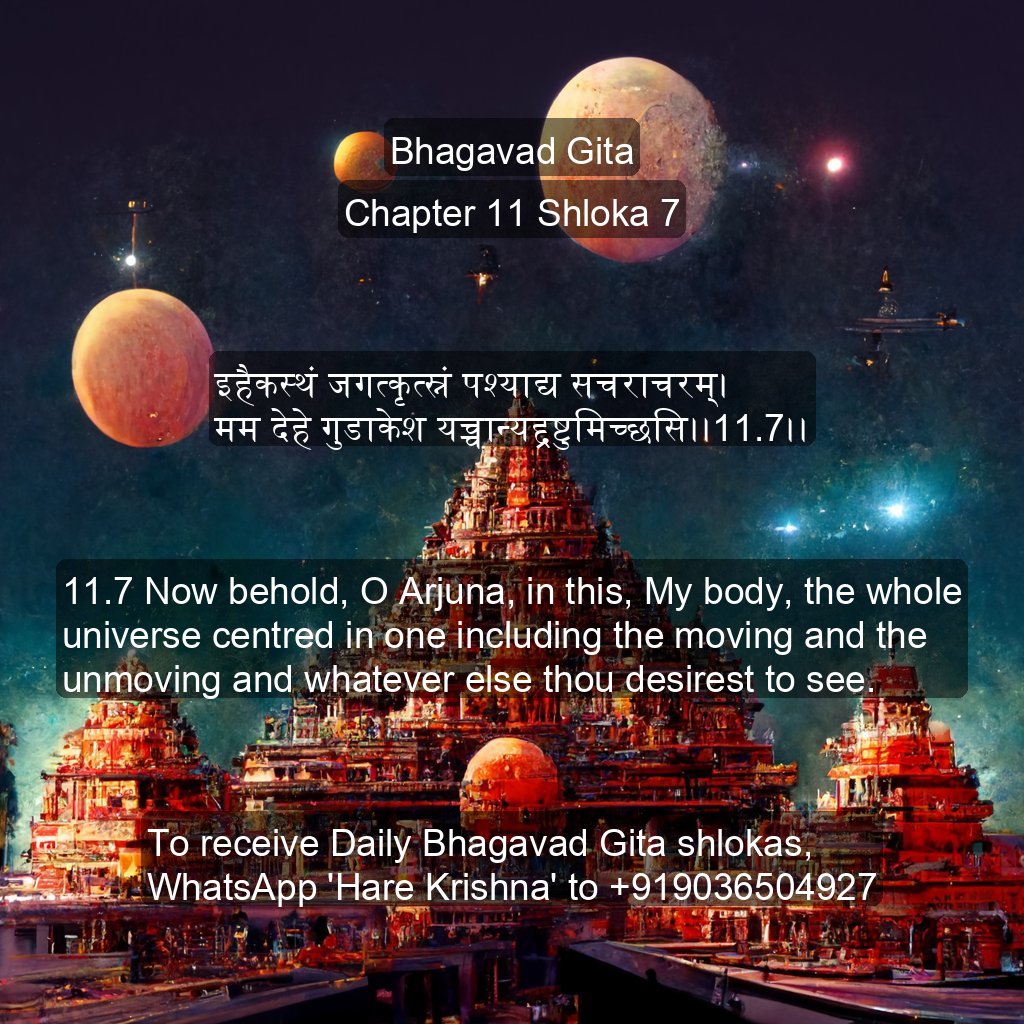 Bhagavad Gita
Chapter 11 Shloka 7
इहैकस्थं जगत्कृत्स्नं पश्याद्य सचराचरम्।
मम देहे गुडाकेश यच्चान्यद्द्रष्टुमिच्छसि।।11.7।।
11.7 Now behold, O Arjuna, in this, My body, the whole
universe centred in one including the moving and the
unmoving and whatever else thou desirest to see.
To receive Daily Bhagavad Gita shlokas,
WhatsApp 'Hare Krishna' to +919036504927